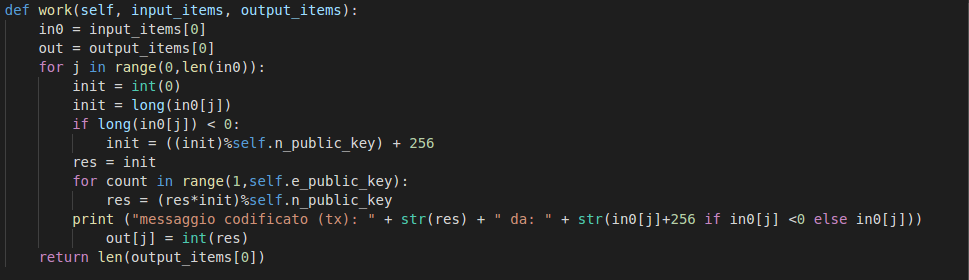 def work(self, input_items, output_items):
    in0 = input_items[0]
    out = output_items[0]
    for j in range(0,len(in0)):
        init = int(0)
        init = long(in0[j])
        if long(in0[j]) < 0:
            init = ((init)%self.n_public_key) + 256
        res = init
        for count in range(1,self.e_public_key):
            res = (res*init)%self.n_public_key
        print ("messaggio codificato (tx): " + str(res) + " da: " + str(in0[j]+256 if in0[j] <0 else in0[j]))
            out[j] = int(res)
    return len(output_items[0])